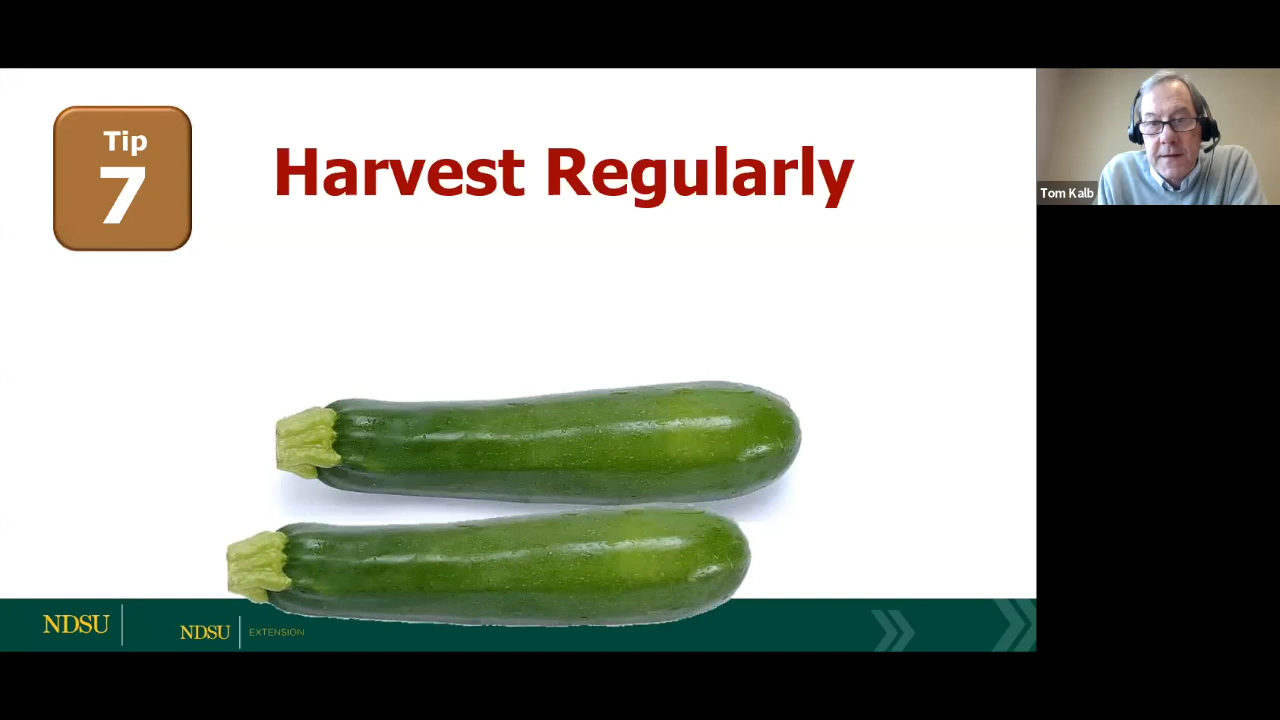 Tip
7
Harvest Regularly
Tom Kalb
NDSU
NDSU
EXTENSION